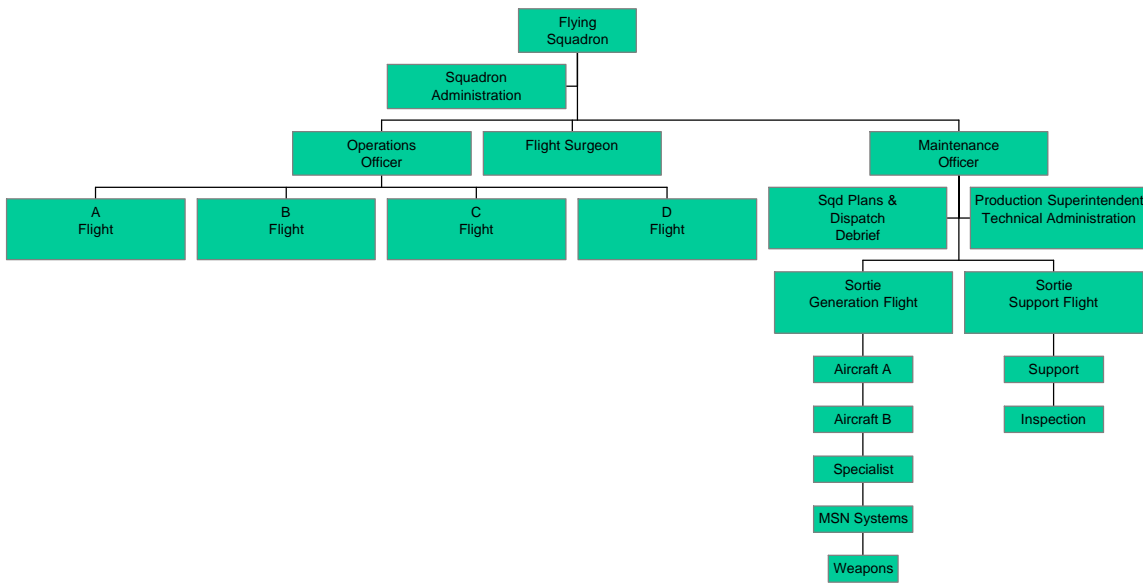 Flying
Squadron
Squadron
Administration
Operations
Officer
Flight Surgeon
Maintenance
Officer
A
Flight
B
Flight
C
Flight
D
Flight
Sqd Plans &
Dispatch
Debrief
Production Superintendent
Technical Administration
Sortie
Generation Flight
Sortie
Support Flight
Aircraft A
Support
Aircraft B
Inspection
Specialist
MSN Systems
Weapons